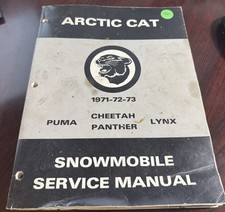 ARCTIC CAT
1971-72-73
PUMA CHEETAH LYNX
PANTHER
SNOWMOBILE
SERVICE MANUAL